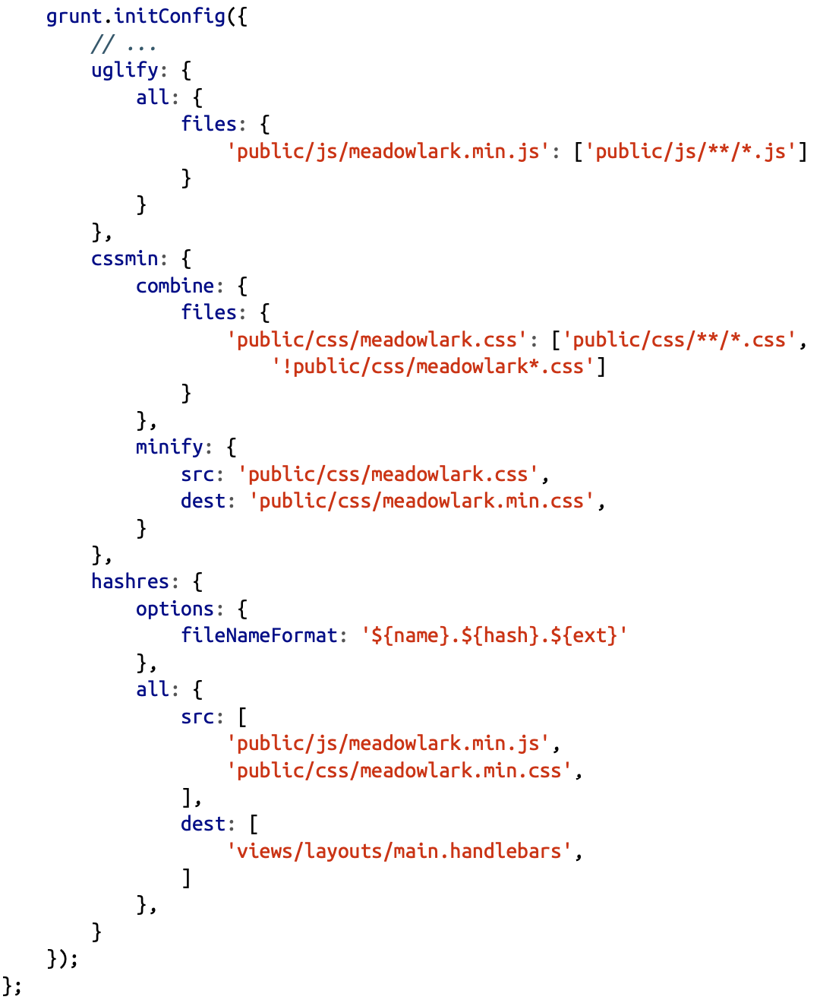 grunt.initConfig({
        // ...
        uglify: {
            all: {
                files: {
                    'public/js/meadowlark.min.js': ['public/js/**/*.js']
                }
            }
        },
        cssmin: {
            combine: {
                files: {
                    'public/css/meadowlark.css': ['public/css/**/*.css',
                        '!public/css/meadowlark*.css']
                }
            },
            minify: {
                src: 'public/css/meadowlark.css',
                dest: 'public/css/meadowlark.min.css',
            }
        },
        hashres: {
            options: {
                fileNameFormat: '${name}.${hash}.${ext}'
            },
            all: {
                src: [
                    'public/js/meadowlark.min.js',
                    'public/css/meadowlark.min.css',
                ],
                dest: [
                    'views/layouts/main.handlebars',
                ]
            },
        }
    });
};